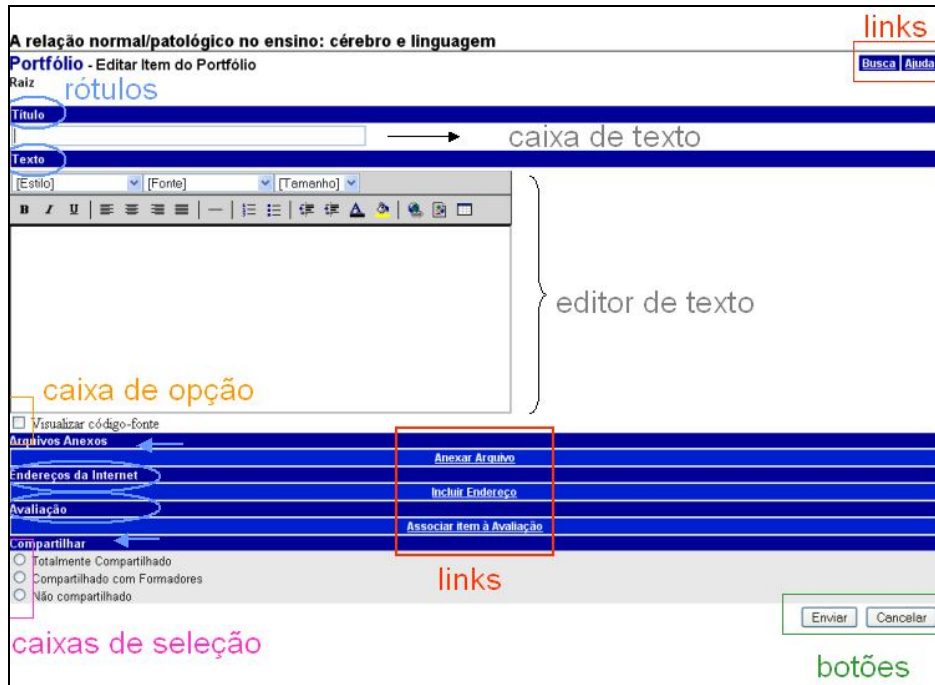 links
A relação normal/patológico no ensino: cérebro e linguagem
Portfólio - Editar Item do Portfólio
Busca Ajuda
Raiz
rótulos
Título
caixa de texto
Texto
[Estilo] [Fonte] [Tamanho]
B I U
editor de texto
caixa de opção
Visualizar código-fonte
Arquivos Anexos
Anexar Arquivo
Endereços da Internet
Incluir Endereço
Avaliação
Associar item à Avaliação
Compartilhar
Totalmente Compartilhado
Compartilhado com Formadores
links
Não compartilhado
Enviar Cancelar
caixas de seleção
botões